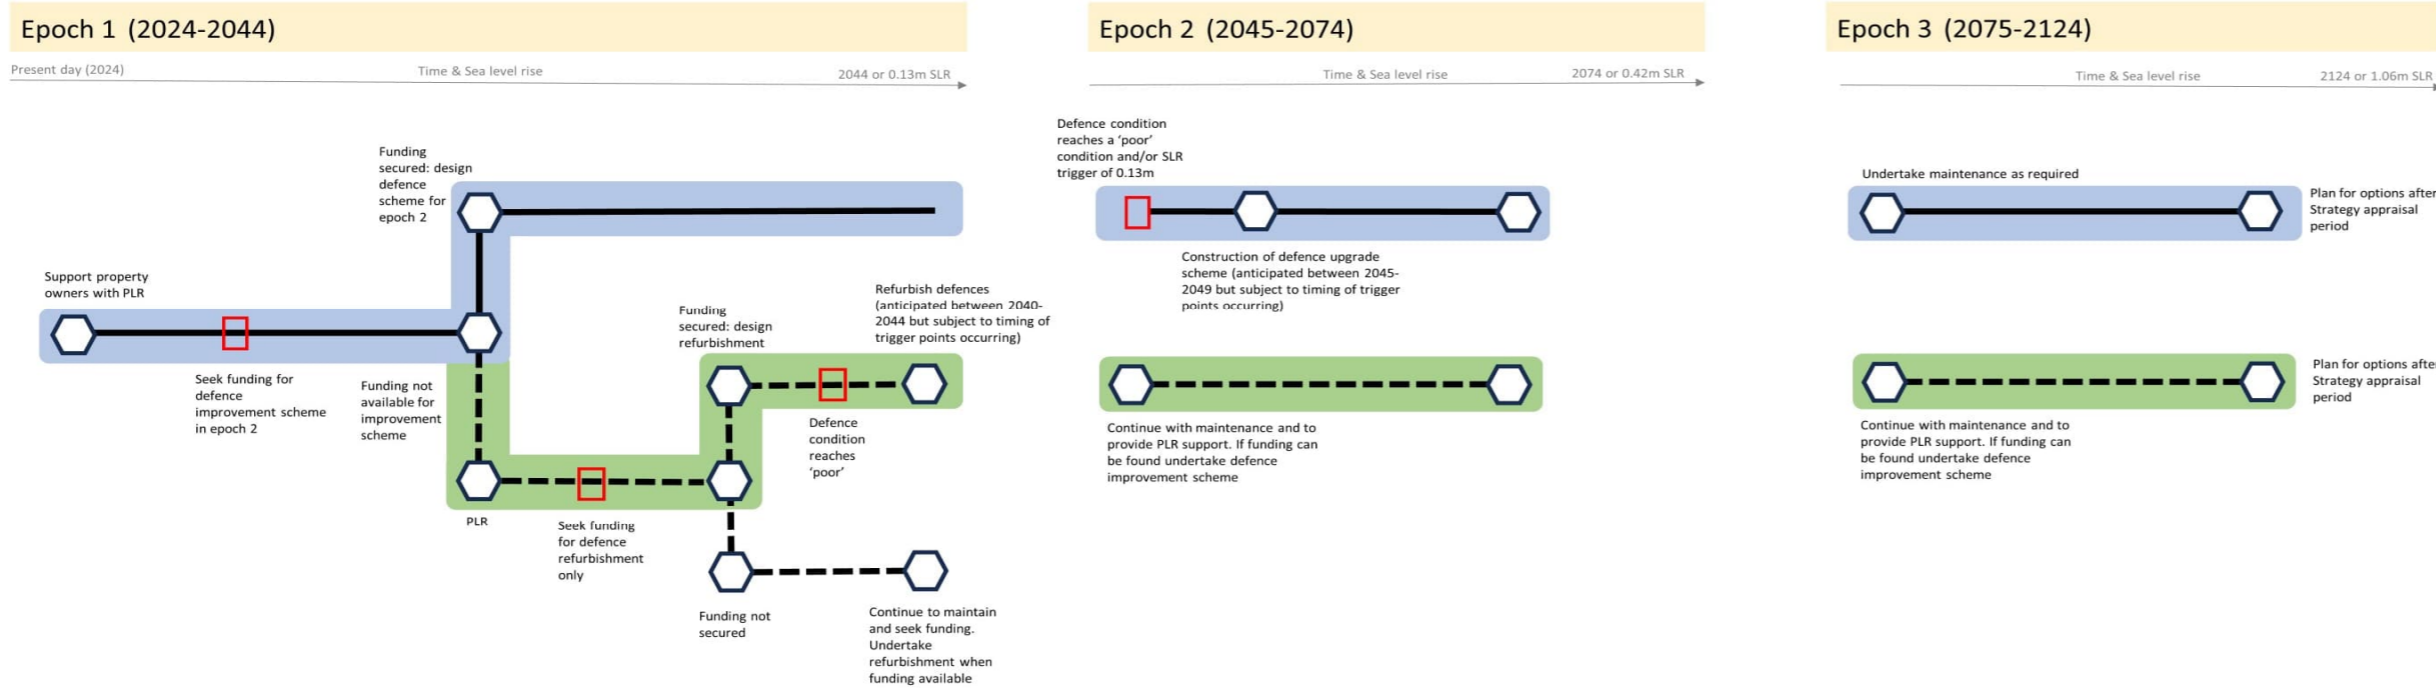 Epoch 1 (2024-2044)
Epoch 2 (2045-2074)
Epoch 3 (2075-2124)
Present day (2024)
Time & Sea level rise
2044 or 0.13m SLR
Time & Sea level rise
2074 or 0.42m SLR
Time & Sea level rise
2124 or 1.06m SLR
Funding
secured: design
defence
scheme for
epoch 2
Support property
owners with PLR
Seek funding for
defence
improvement scheme
in epoch 2
Funding not
available for
improvement
scheme
PLR
Seek funding
for defence
refurbishment
only
Funding
secured: design
refurbishment
Refurbish defences
(anticipated between 2040-
2044 but subject to timing of
trigger points occurring)
Defence
condition
reaches
‘poor’
Funding not
secured
Continue to maintain
and seek funding.
Undertake
refurbishment when
funding available
Defence condition
reaches a ‘poor’
condition and/or SLR
trigger of 0.13m
Construction of defence upgrade
scheme (anticipated between 2045-
2049 but subject to timing of trigger
points occurring)
Continue with maintenance and to
provide PLR support. If funding can
be found undertake defence
improvement scheme
Undertake maintenance as required
Plan for options after
Strategy appraisal
period
Plan for options after
Strategy appraisal
period
Continue with maintenance and to
provide PLR support. If funding can
be found undertake defence
improvement scheme